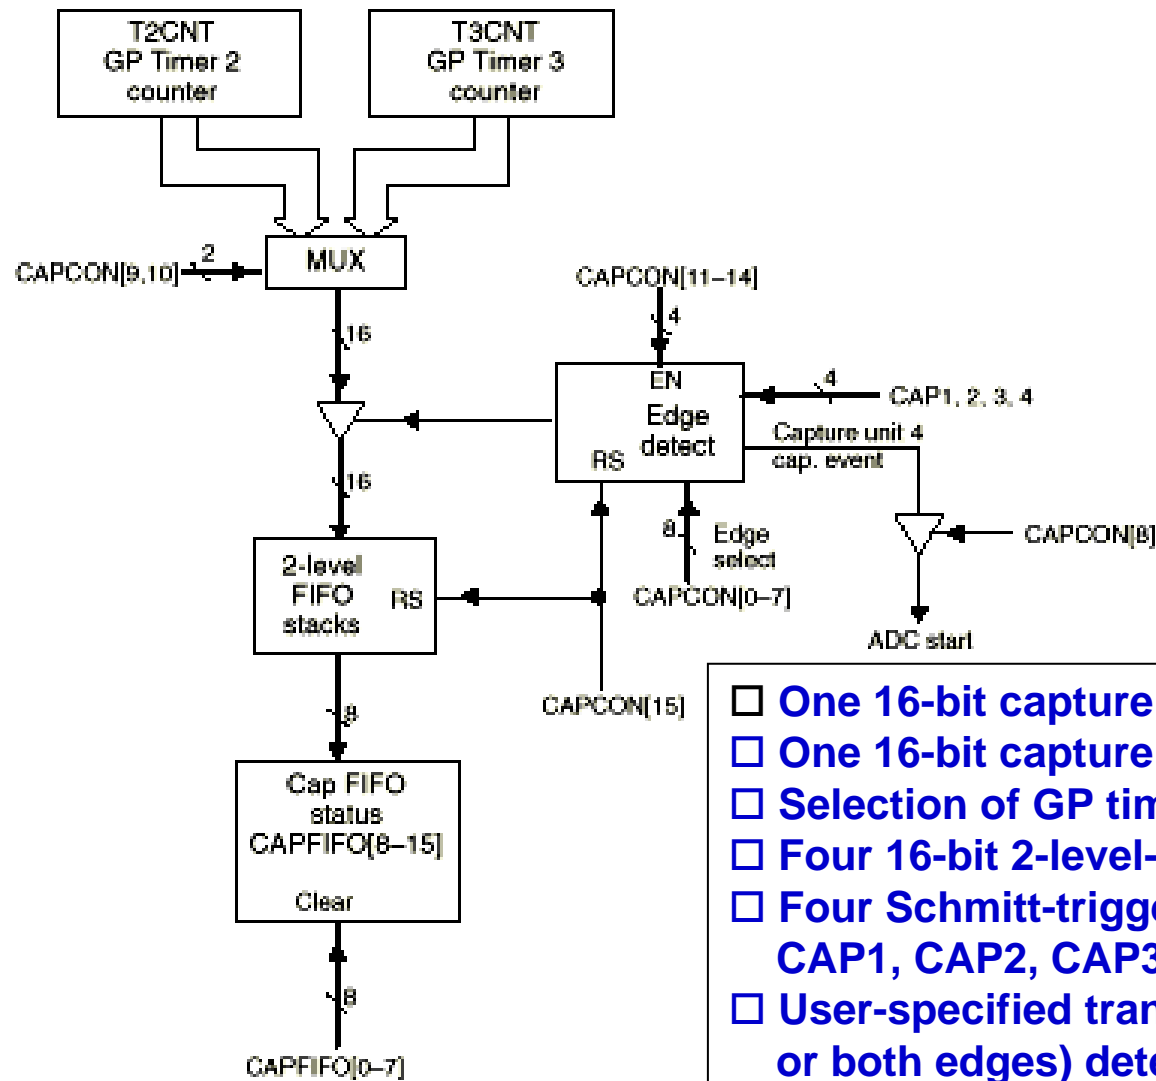 T2CNT
GP Timer 2
counter
T3CNT
GP Timer 3
counter
MUX
CAPCON[9,10]
2
16
CAPCON[11–14]
4
EN
Edge
detect
RS
4
CAP1, 2, 3, 4
Capture unit 4
cap. event
16
8
Edge
select
CAPCON[8]
2-level
FIFO
stacks
RS
CAPCON[0–7]
ADC start
CAPCON[15]
8
Cap FIFO
status
CAPFIFO[8–15]
Clear
8
CAPFIFO[0–7]
□ One 16-bit capture
□ One 16-bit capture
□ Selection of GP tim
□ Four 16-bit 2-level-
□ Four Schmitt-trigge
CAP1, CAP2, CAP3
□ User-specified tran
or both edges) dete